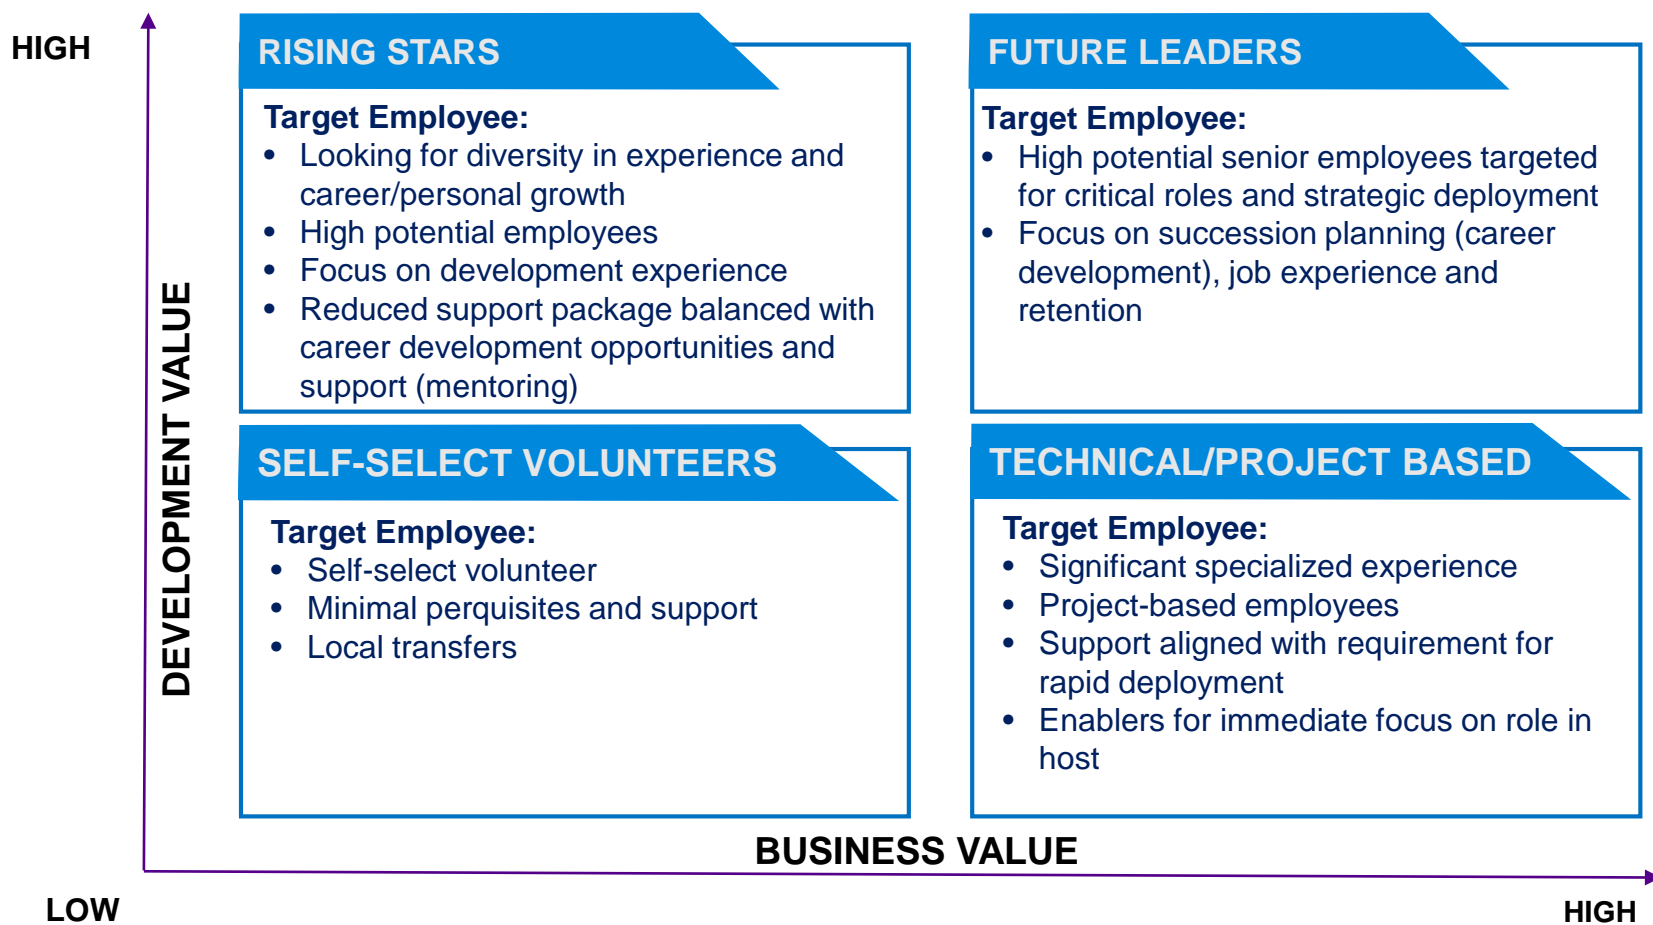 HIGH
RISING STARS
Target Employee:
• Looking for diversity in experience and
career/personal growth
• High potential employees
• Focus on development experience
• Reduced support package balanced with
career development opportunities and
support (mentoring)
FUTURE LEADERS
Target Employee:
• High potential senior employees targeted
for critical roles and strategic deployment
• Focus on succession planning (career
development), job experience and
retention
DEVELOPMENT VALUE
SELF-SELECT VOLUNTEERS
Target Employee:
• Self-select volunteer
• Minimal perquisites and support
• Local transfers
TECHNICAL/PROJECT BASED
Target Employee:
• Significant specialized experience
• Project-based employees
• Support aligned with requirement for
rapid deployment
• Enablers for immediate focus on role in
host
BUSINESS VALUE
LOW
HIGH